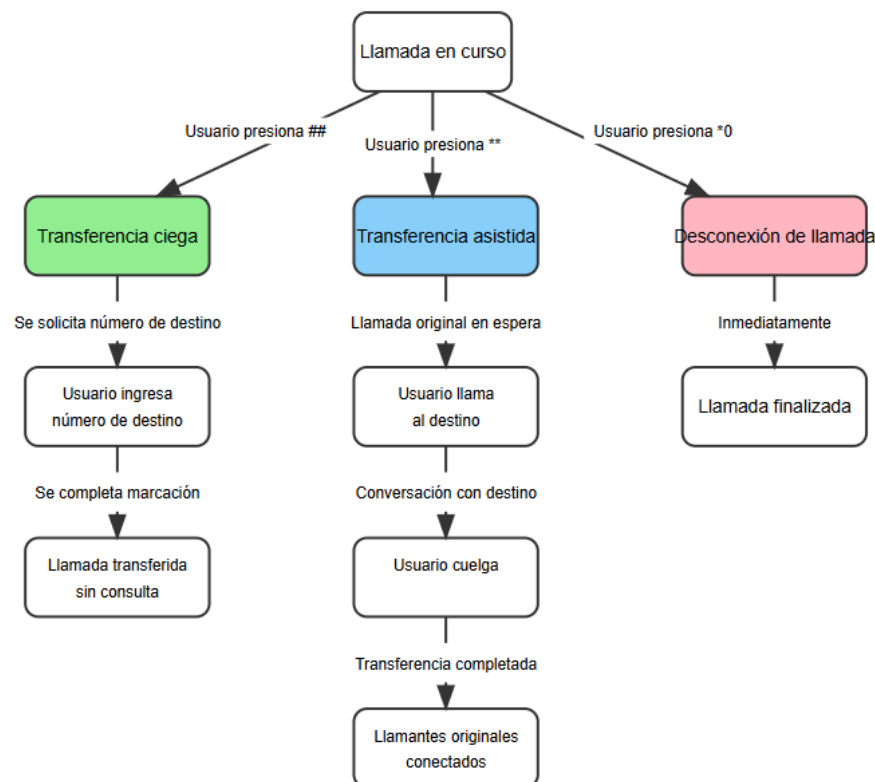 Llamada en curso
Usuario presiona ##
Usuario presiona **
Usuario presiona *0
Transferencia ciega
Transferencia asistida
Desconexión de llamada
Se solicita número de destino
Llamada original en espera
Inmediatamente
Usuario ingresa
número de destino
Usuario llama
al destino
Llamada finalizada
Se completa marcación
Conversación con destino
Llamada transferida
sin consulta
Usuario cuelga
Transferencia completada
Llamantes originales
conectados